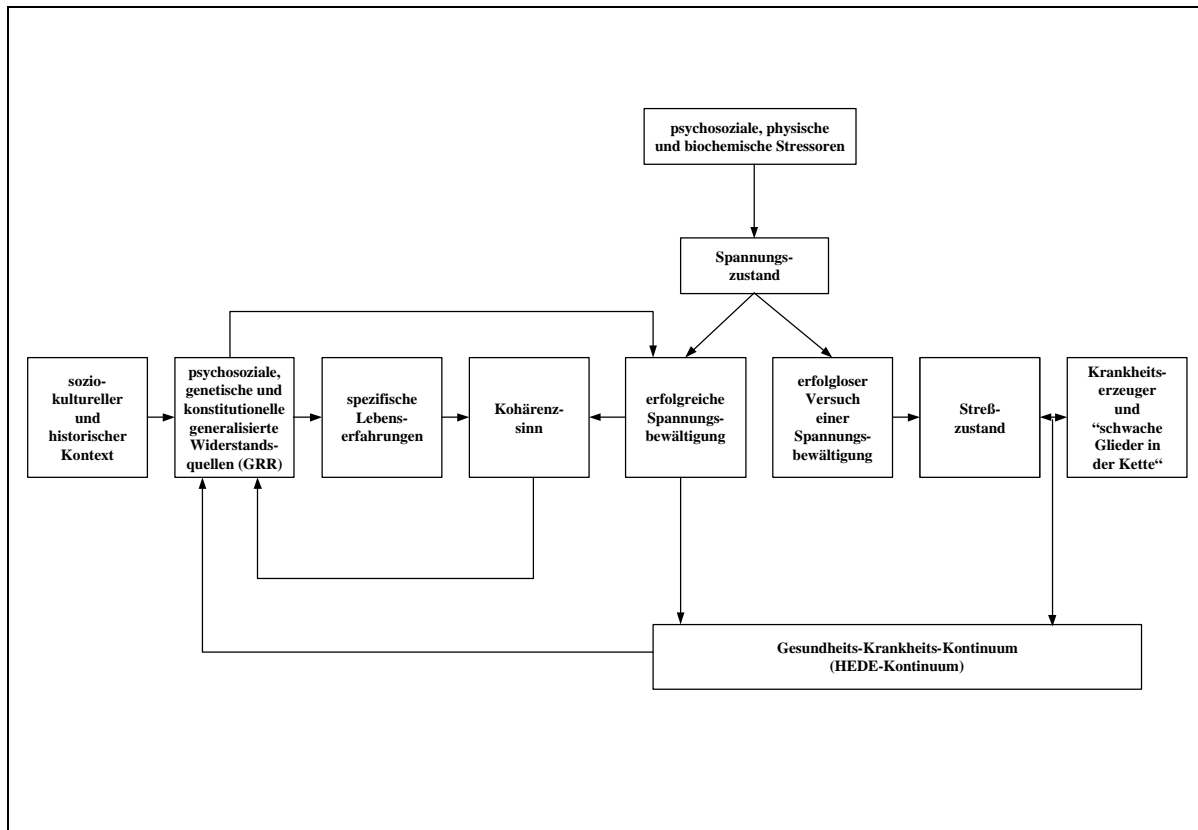 psychosoziale, physische
und biochemische Stressoren
Spannungs-
zustand
sozio-
kultureller
und
historischer
Kontext
psychosoziale,
genetische und
konstitutionelle
generalisierte
Widerstands-
quellen (GRR)
spezifische
Lebens-
erfahrungen
Kohärenz-
sinn
erfolgreiche
Spannungs-
bewältigung
erfolgloser
Versuch
einer
Spannungs-
bewältigung
Streß-
zustand
Krankheits-
erzeuger
und
“schwache
Glieder in
der Kette“
Gesundheits-Krankheits-Kontinuum
(HEDE-Kontinuum)